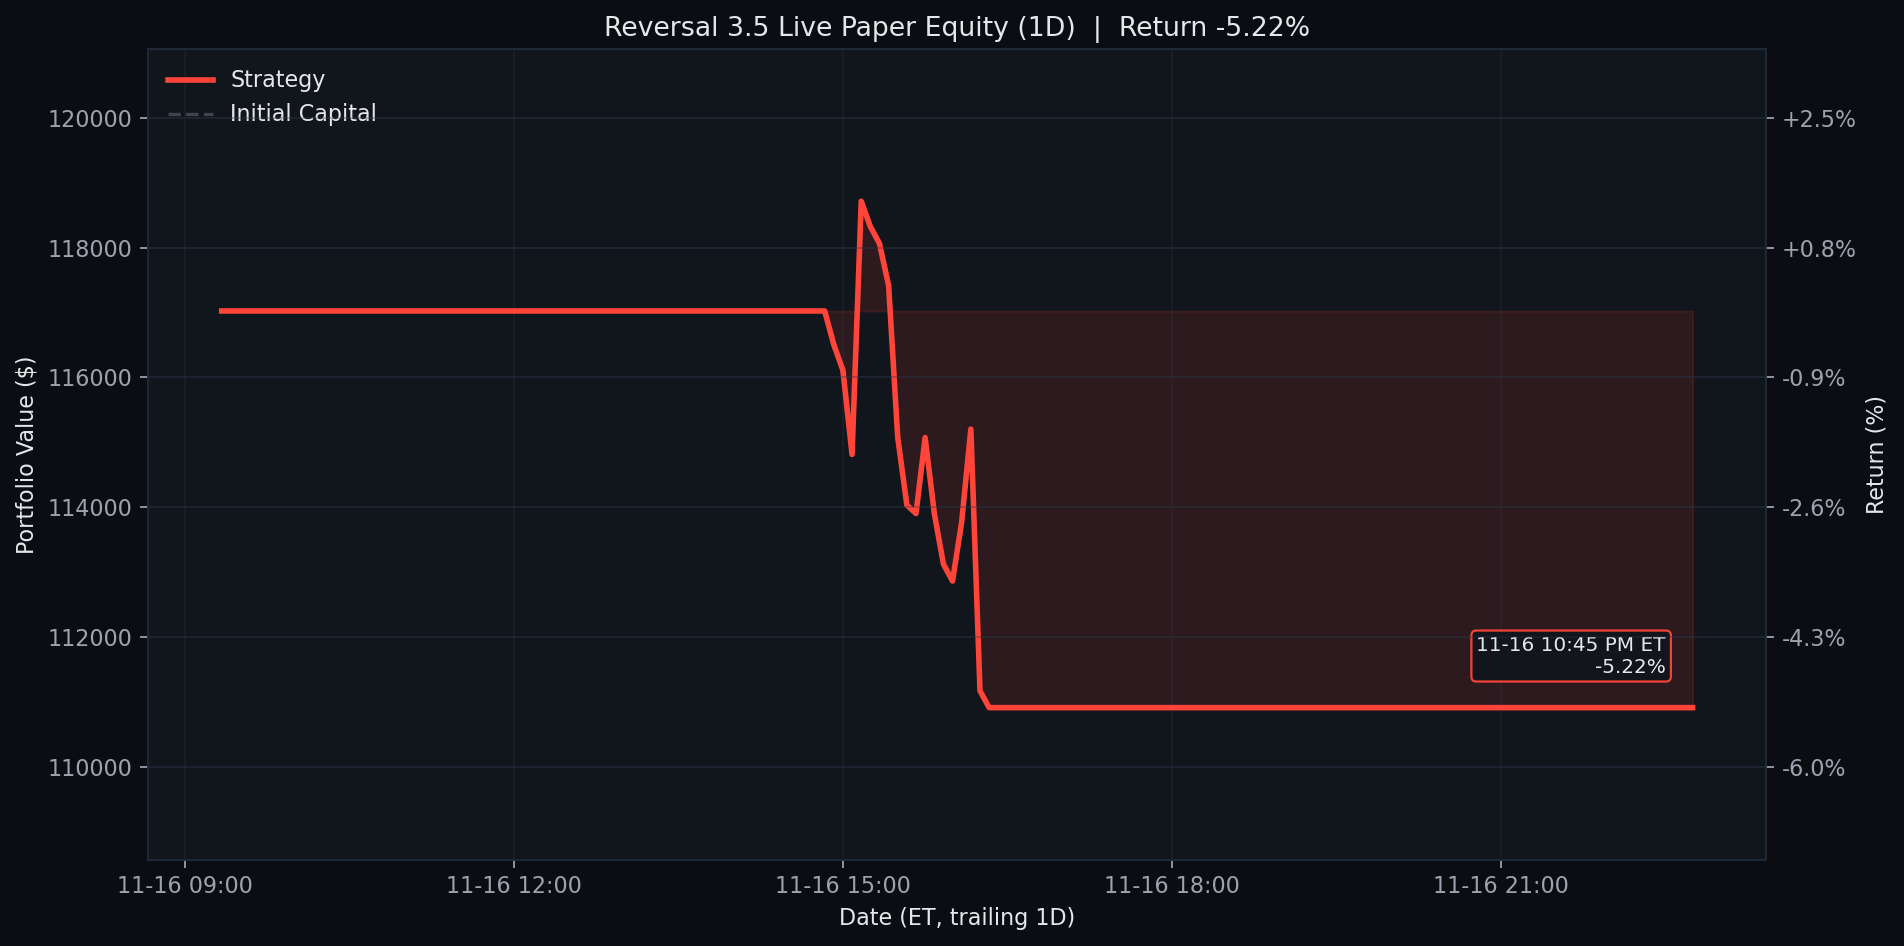 Reversal 3.5 Live Paper Equity (1D)  |  Return -5.22%
Strategy
Initial Capital
120000
118000
116000
114000
112000
110000
Portfolio Value ($)
+2.5%
+0.8%
-0.9%
-2.6%
-4.3%
-6.0%
Return (%)
11-16 10:45 PM ET
-5.22%
11-16 09:00
11-16 12:00
11-16 15:00
11-16 18:00
11-16 21:00
Date (ET, trailing 1D)